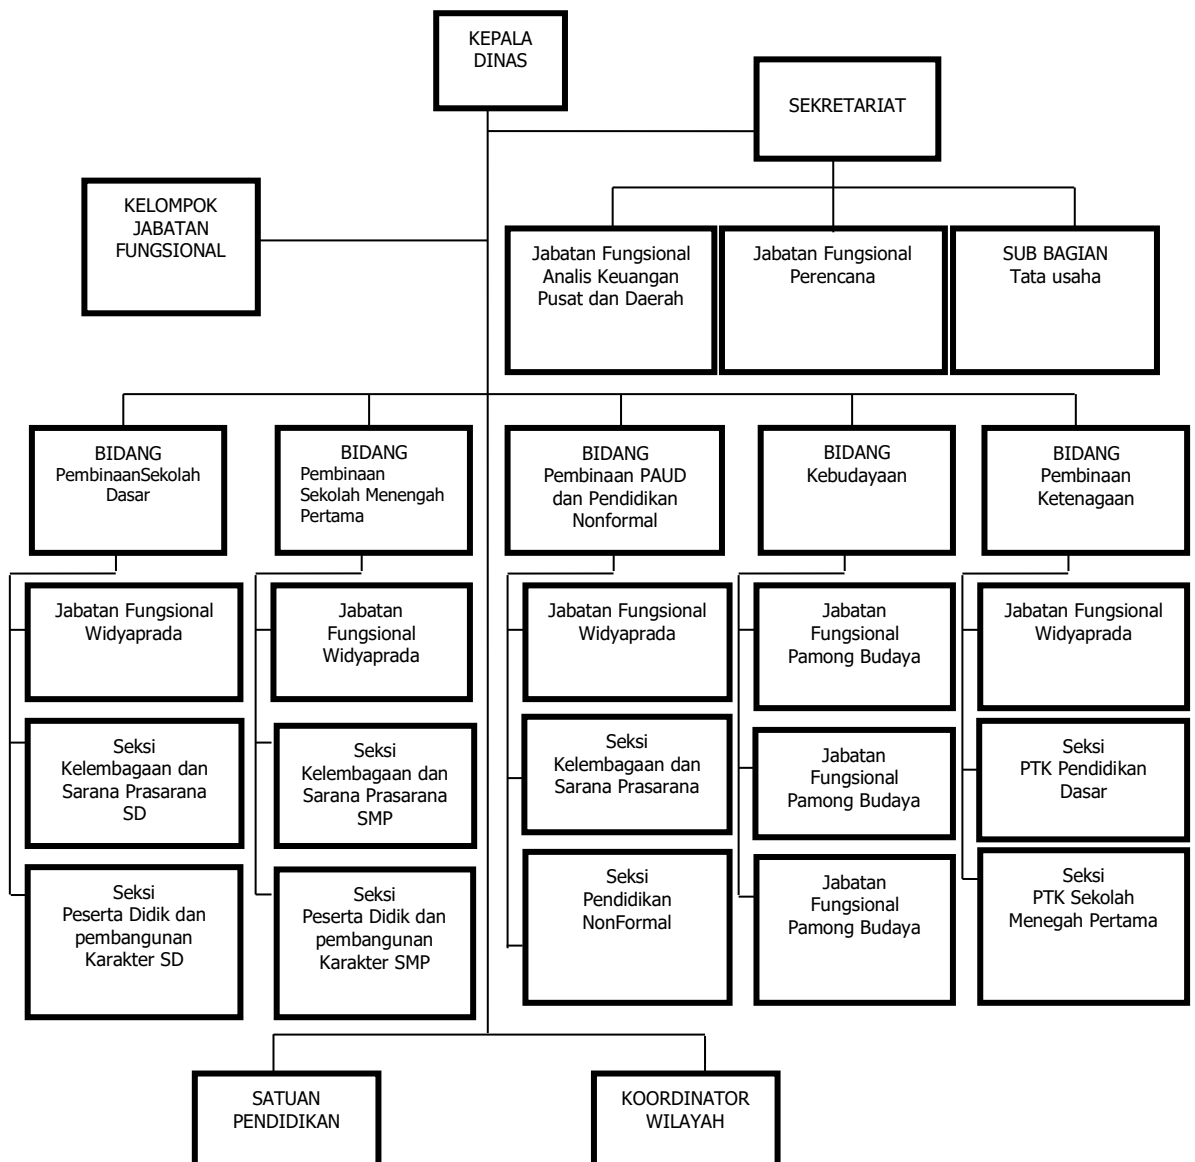 KEPALA
DINAS
SEKRETARIAT
KELOMPOK
JABATAN
FUNGSIONAL
Jabatan Fungsional
Analis Keuangan
Pusat dan Daerah
Jabatan Fungsional
Perencana
SUB BAGIAN
Tata usaha
BIDANG
PembinaanSekolah
Dasar
BIDANG
Pembinaan
Sekolah Menengah
Pertama
BIDANG
Pembinaan PAUD
dan Pendidikan
Nonformal
BIDANG
Kebudayaan
BIDANG
Pembinaan
Ketenagaan
Jabatan Fungsional
Widyaprada
Jabatan
Fungsional
Widyaprada
Jabatan Fungsional
Widyaprada
Jabatan
Fungsional
Pamong Budaya
Jabatan Fungsional
Widyaprada
Seksi
Kelembagaan dan
Sarana Prasarana
SD
Seksi
Kelembagaan dan
Sarana Prasarana
SMP
Seksi
Kelembagaan dan
Sarana Prasarana
Jabatan
Fungsional
Pamong Budaya
Seksi
PTK Pendidikan
Dasar
Seksi
Peserta Didik dan
pembangunan
Karakter SD
Seksi
Peserta Didik dan
pembangunan
Karakter SMP
Seksi
Pendidikan
NonFormal
Jabatan
Fungsional
Pamong Budaya
Seksi
PTK Sekolah
Menegah Pertama
SATUAN
PENDIDIKAN
KOORDINATOR
WILAYAH